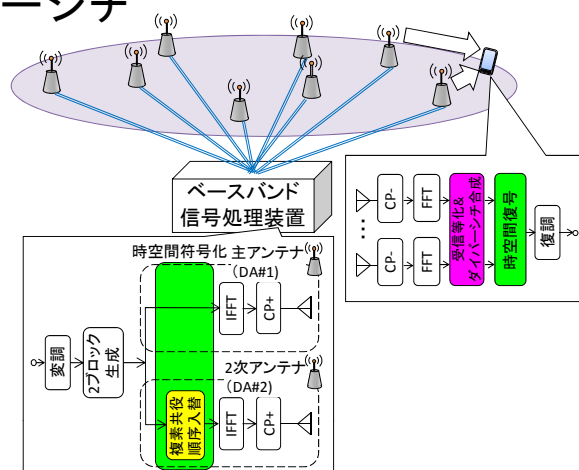 ーシチ
ベースバンド
信号処理装置
時空間符号化
主アンテナ
(DA#1)
変調
2ブロック
生成
IFFT
CP+
2次アンテナ
(DA#2)
複素共役
順序入替
IFFT
CP+
…
CP-
FFT
CP-
FFT
受信等化&
ダイバーシチ合成
時空間復号
復調